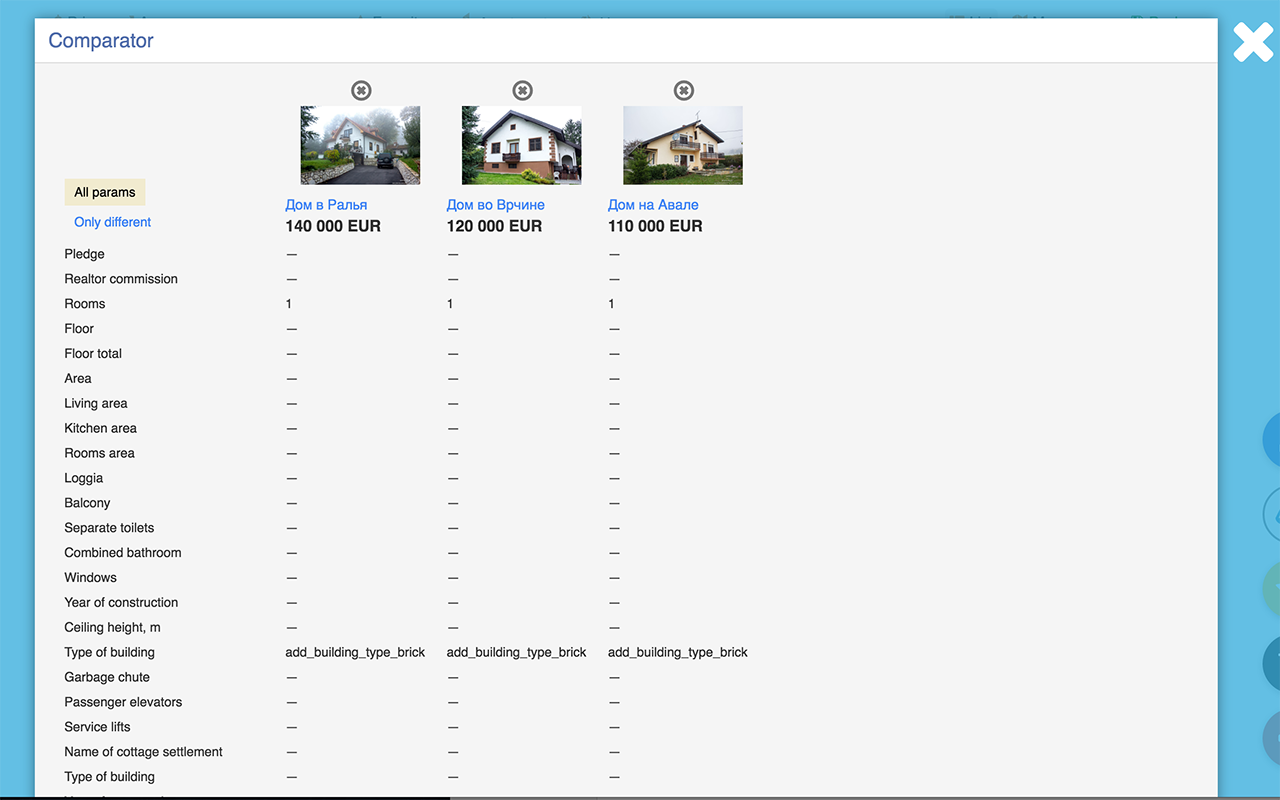 Comparator
All params
Only different
Дом в Ралья Дом во Врчине Дом на Авале
140 000 EUR 120 000 EUR 110 000 EUR
Pledge — — —
Realtor commission — — —
Rooms 1 1 1
Floor — — —
Floor total — — —
Area — — —
Living area — — —
Kitchen area — — —
Rooms area — — —
Loggia — — —
Balcony — — —
Separate toilets — — —
Combined bathroom — — —
Windows — — —
Year of construction — — —
Ceiling height, m — — —
Type of building add_building_type_brick add_building_type_brick add_building_type_brick
Garbage chute — — —
Passenger elevators — — —
Service lifts — — —
Name of cottage settlement — — —
Type of building — — —